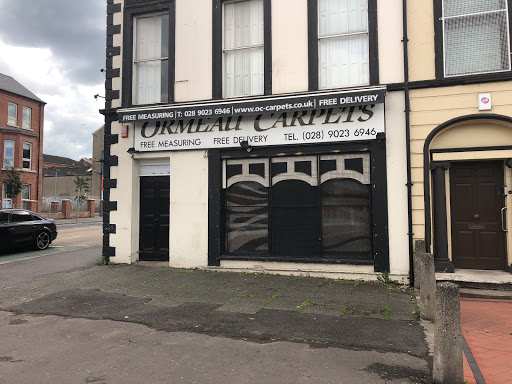 FREE MEASURING | T: 028 9023 6946 | www.oc-carpets.co.uk | FREE DELIVERY
ORMEAU CARPETS
FREE MEASURING FREE DELIVERY TEL. (028) 9023 6946